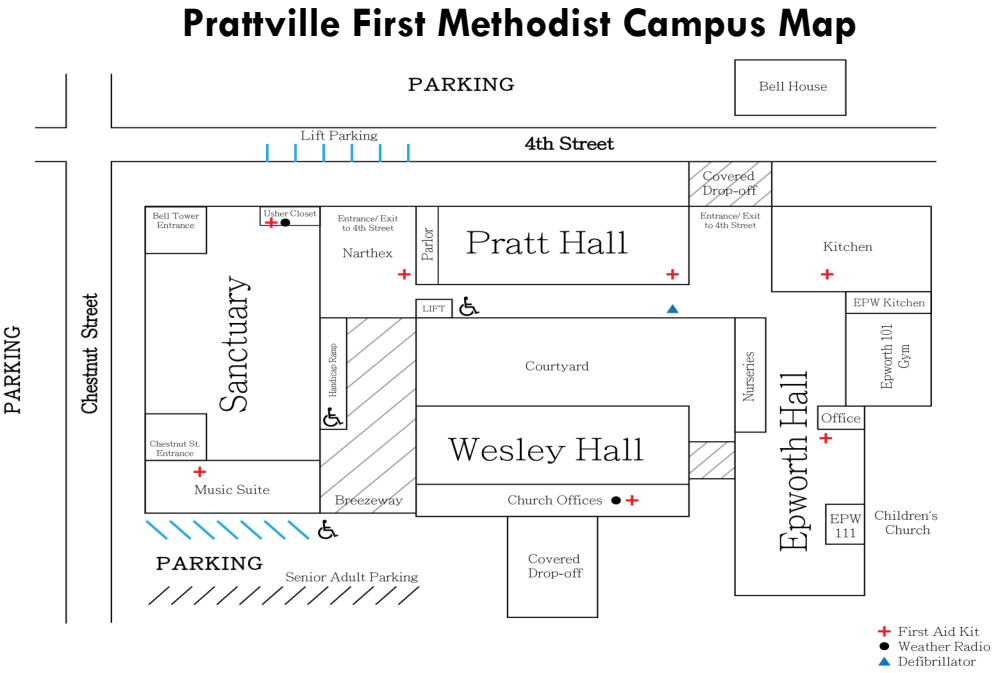 Prattville First Methodist Campus Map
PARKING
Bell House
Lift Parking
4th Street
Covered
Drop-off
Bell Tower
Entrance
Usher Closet
Entrance/ Exit
to 4th Street
Narthex
Parlor
Pratt Hall
Entrance/ Exit
to 4th Street
Kitchen
LIFT
EPW Kitchen
PARKING
Chestnut Street
Sanctuary
Handicap Ramp
Courtyard
Nurseries
Epworth 101
Gym
Epworth Hall
Office
Chestnut St.
Entrance
Wesley Hall
Music Suite
Breezeway
Church Offices
EPW
111
Children's
Church
PARKING
Covered
Drop-off
Senior Adult Parking
First Aid Kit
Weather Radio
Defibrillator